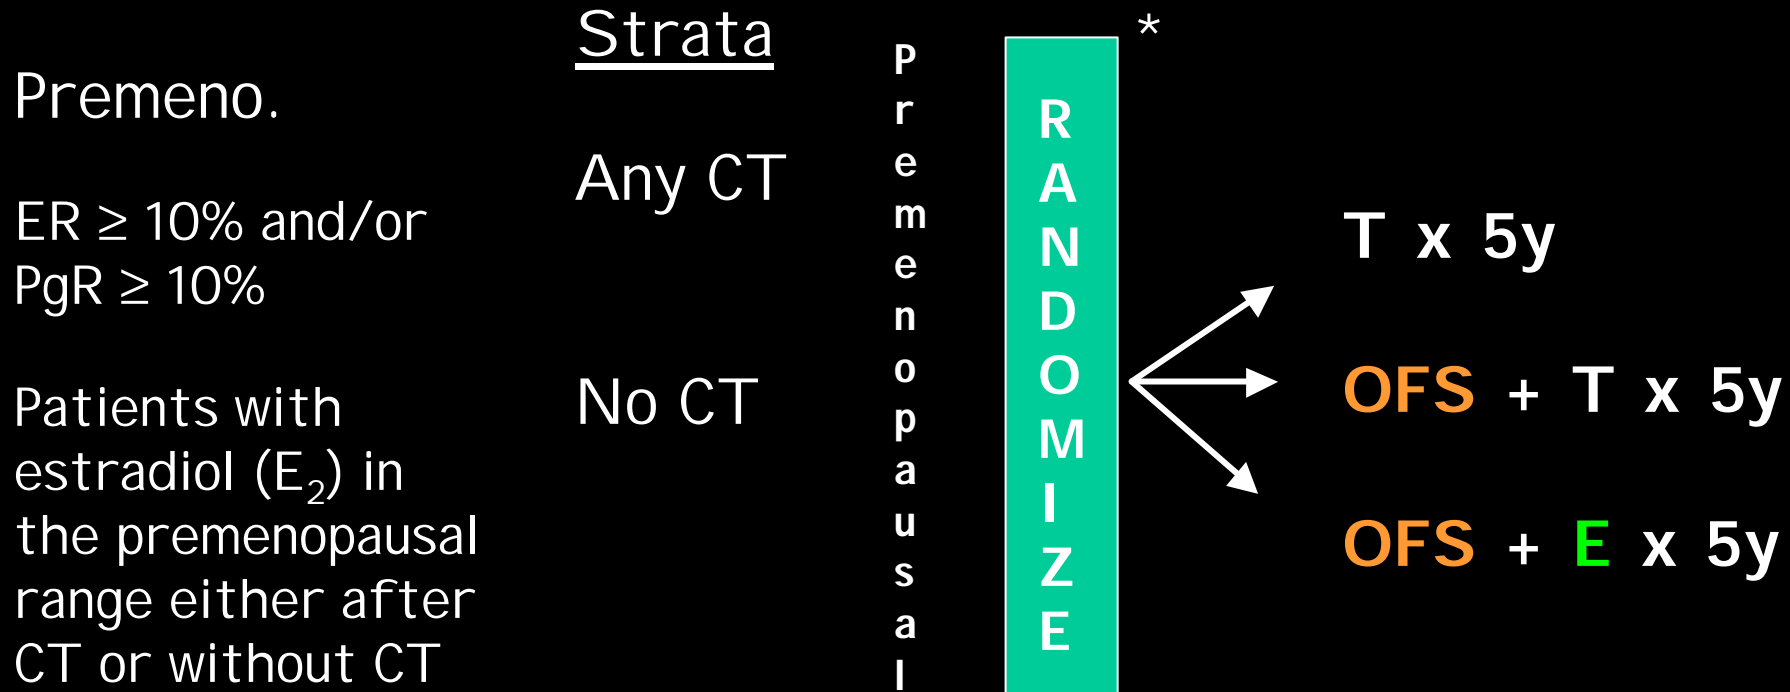 Premeno.
ER ≥ 10% and/or
PgR ≥ 10%
Patients with
estradiol (E₂) in
the premenopausal
range either after
CT or without CT
Strata
Any CT
No CT
Premenopausal
*
RANDOMIZE
T x 5y
OFS + T x 5y
OFS + E x 5y